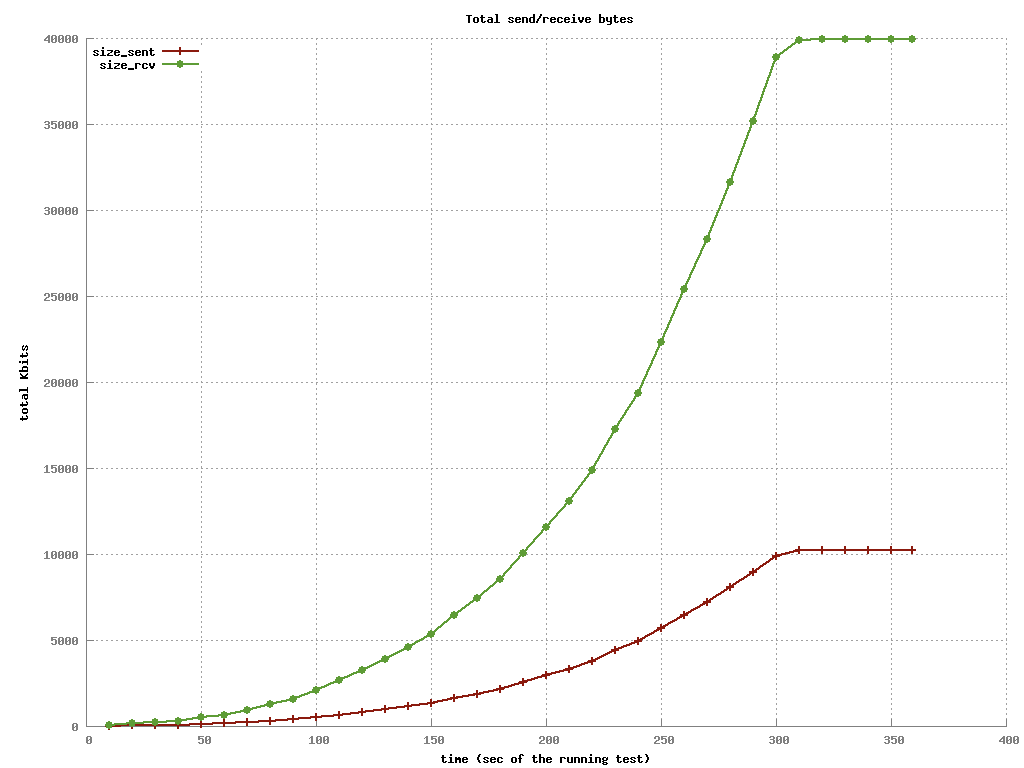 Total send/receive bytes
size_sent
size_rcv
40000
35000
30000
25000
20000
15000
10000
5000
0
total Kbits
0 50 100 150 200 250 300 350 400
time (sec of the running test)